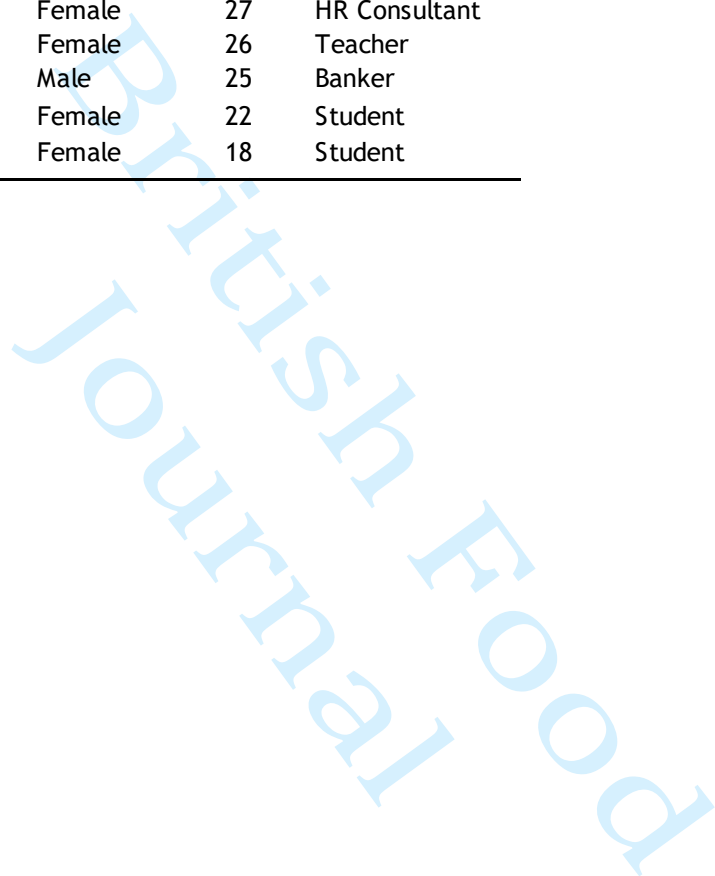 Female 27 HR Consultant
Female 26 Teacher
Male 25 Banker
Female 22 Student
Female 18 Student
British Food
Journal